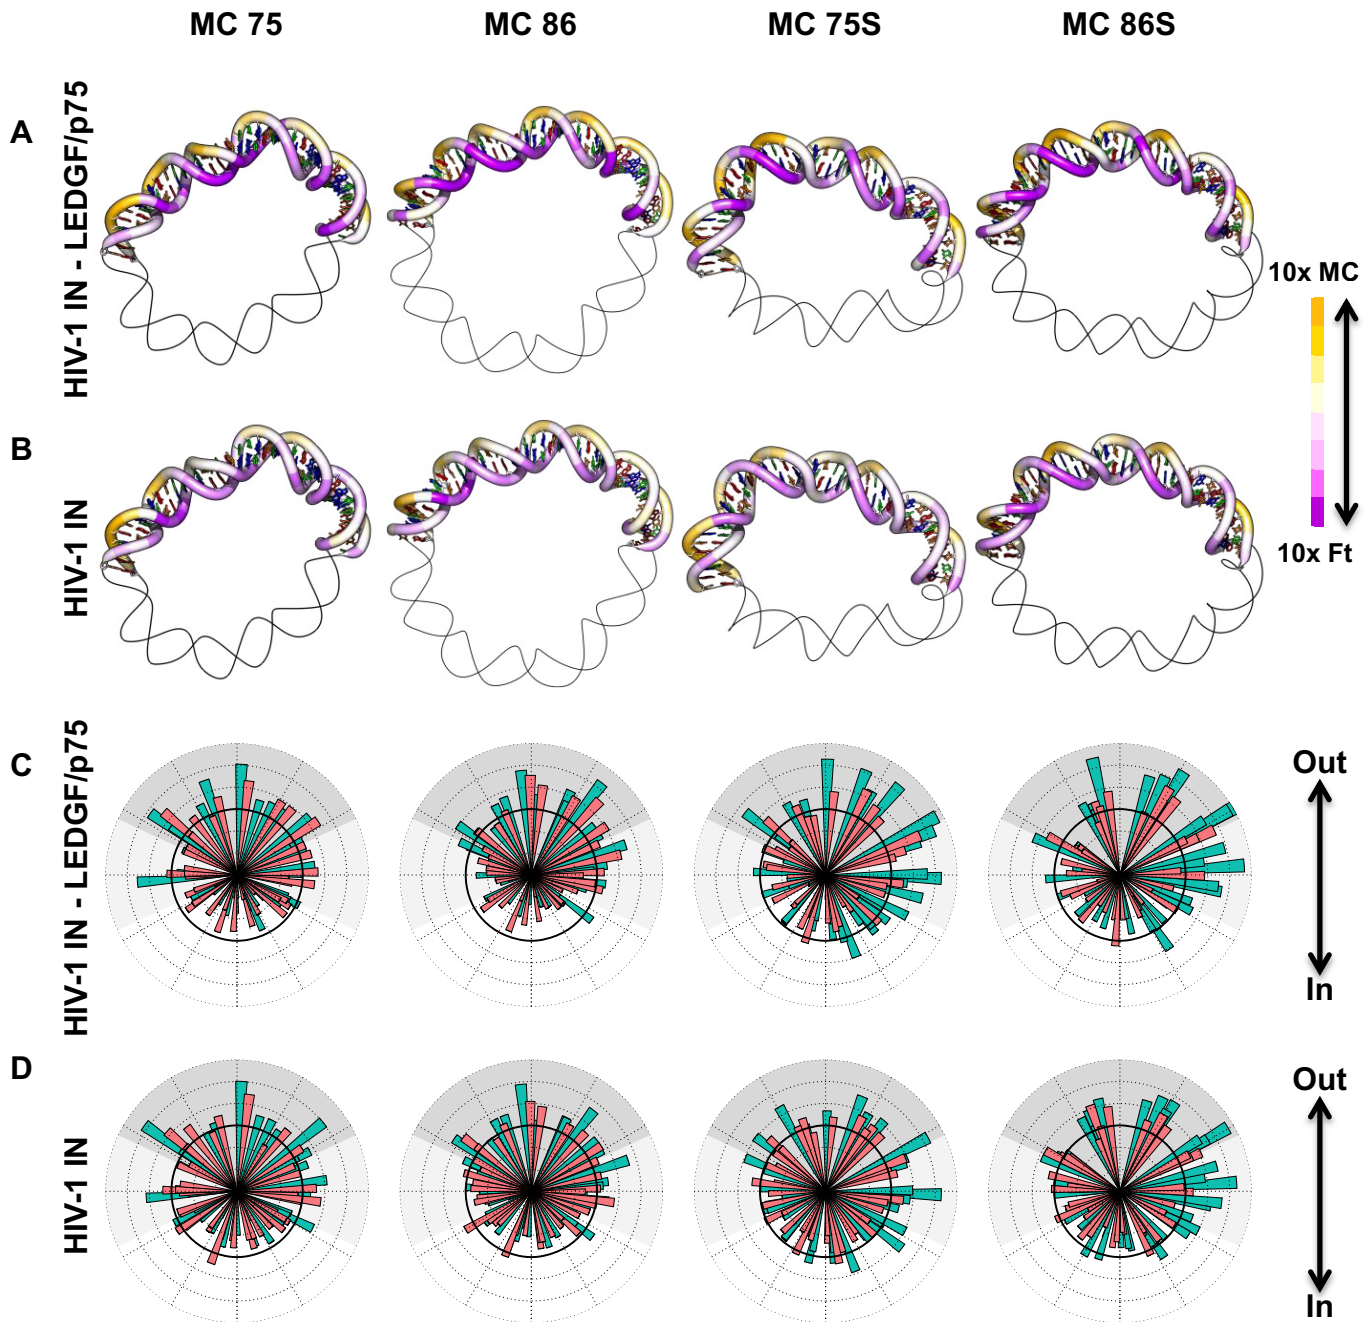 MC 75 MC 86 MC 75S MC 86S
A
HIV-1 IN - LEDGF/p75
10x MC
10x Ft
B
HIV-1 IN
C
HIV-1 IN - LEDGF/p75
Out
In
D
HIV-1 IN
Out
In